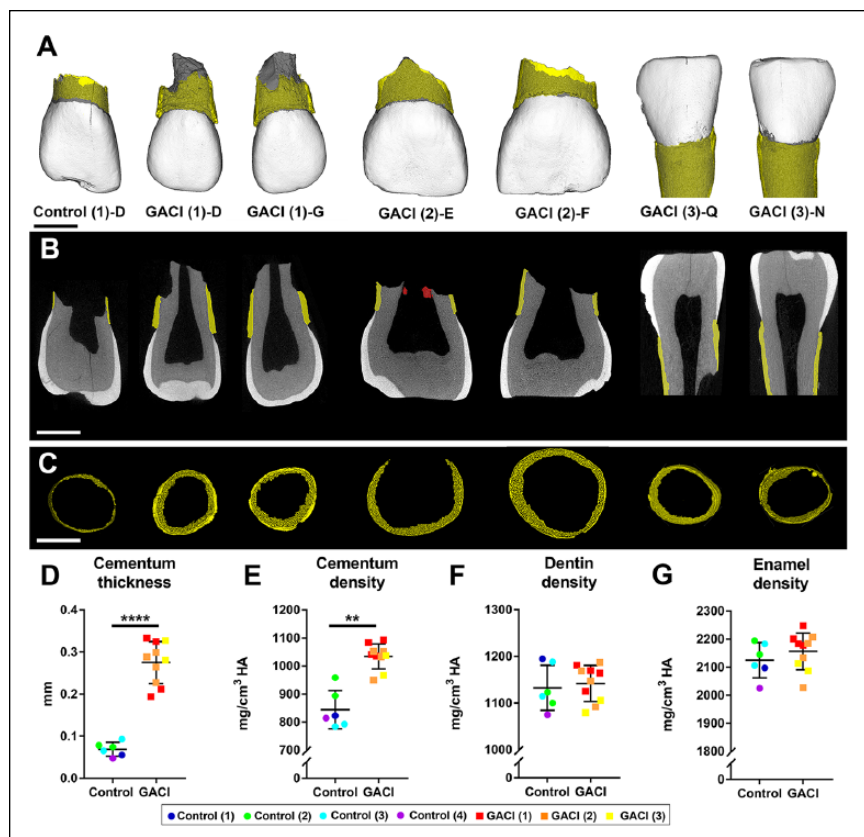 A
Control (1)-D GACI (1)-D GACI (1)-G GACI (2)-E GACI (2)-F GACI (3)-Q GACI (3)-N
B
C
D Cementum thickness
mm
0.4
0.3
0.2
0.1
0.0
****
Control GACI
E Cementum density
mg/cm³ HA
1200
1100
1000
900
800
700
0
**
Control GACI
F Dentin density
mg/cm³ HA
1300
1200
1100
1000
0
Control GACI
G Enamel density
mg/cm³ HA
2300
2200
2100
2000
1900
1800
0
Control GACI
Control (1) Control (2) Control (3) Control (4) GACI (1) GACI (2) GACI (3)